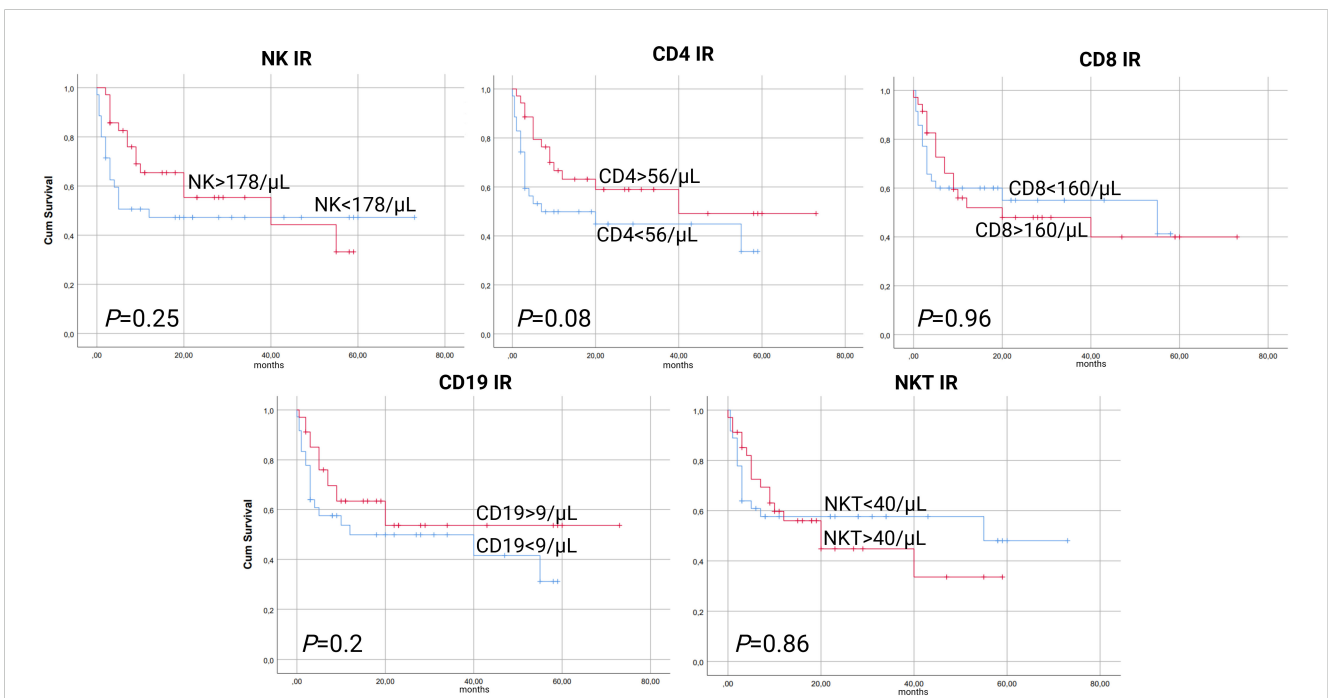 NK IR
CD4 IR
CD8 IR
Cum Survival
1,0
0,8
0,6
0,4
0,2
0,0
NK>178/µL
NK<178/µL
P=0.25
,00
20,00
40,00
60,00
80,00
months
1,0
0,8
0,6
0,4
0,2
0,0
CD4>56/µL
CD4<56/µL
P=0.08
,00
20,00
40,00
60,00
80,00
months
1,0
0,8
0,6
0,4
0,2
0,0
CD8<160/µL
CD8>160/µL
P=0.96
,00
20,00
40,00
60,00
80,00
months
CD19 IR
NKT IR
Cum Survival
1,0
0,8
0,6
0,4
0,2
0,0
CD19>9/µL
CD19<9/µL
P=0.2
,00
20,00
40,00
60,00
80,00
months
1,0
0,8
0,6
0,4
0,2
0,0
NKT<40/µL
NKT>40/µL
P=0.86
,00
20,00
40,00
60,00
80,00
months